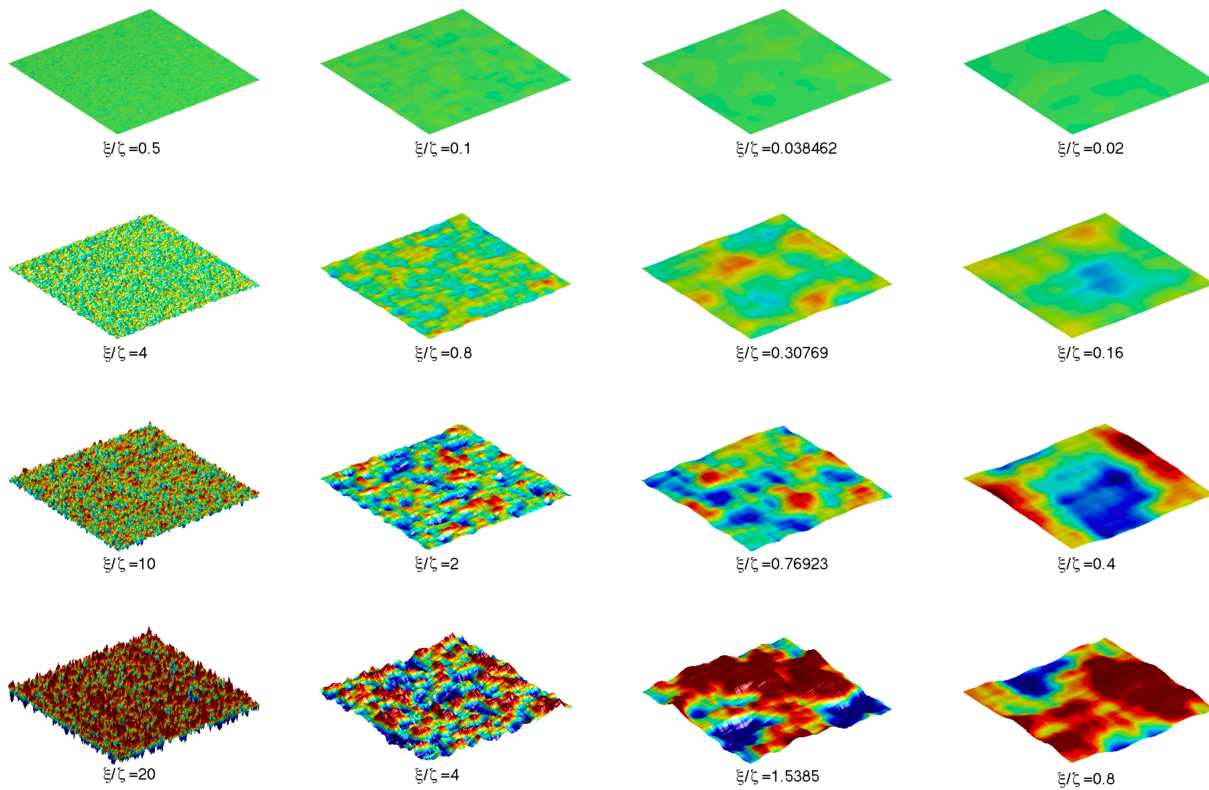 ξ/ζ =0.5
ξ/ζ =0.1
ξ/ζ =0.038462
ξ/ζ =0.02
ξ/ζ =4
ξ/ζ =0.8
ξ/ζ =0.30769
ξ/ζ =0.16
ξ/ζ =10
ξ/ζ =2
ξ/ζ =0.76923
ξ/ζ =0.4
ξ/ζ =20
ξ/ζ =4
ξ/ζ =1.5385
ξ/ζ =0.8